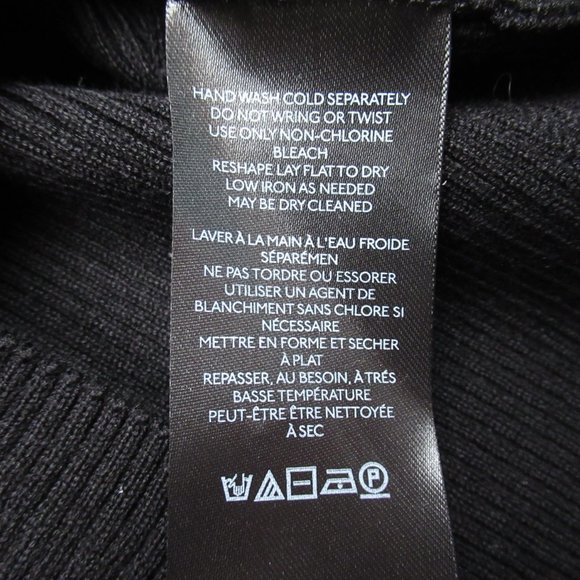 HAND WASH COLD SEPARATELY
DO NOT WRING OR TWIST
USE ONLY NON-CHLORINE
BLEACH
RESHAPE LAY FLAT TO DRY
LOW IRON AS NEEDED
MAY BE DRY CLEANED
LAVER À LA MAIN À L'EAU FROIDE
SÉPARÉMEN
NE PAS TORDRE OU ESSORER
UTILISER UN AGENT DE
BLANCHIMENT SANS CHLORE SI
NÉCESSAIRE
METTRE EN FORME ET SECHER
À PLAT
REPASSER, AU BESOIN, À TRÉS
BASSE TEMPÉRATURE
PEUT-ÊTRE ÊTRE NETTOYÉE
À SEC
P